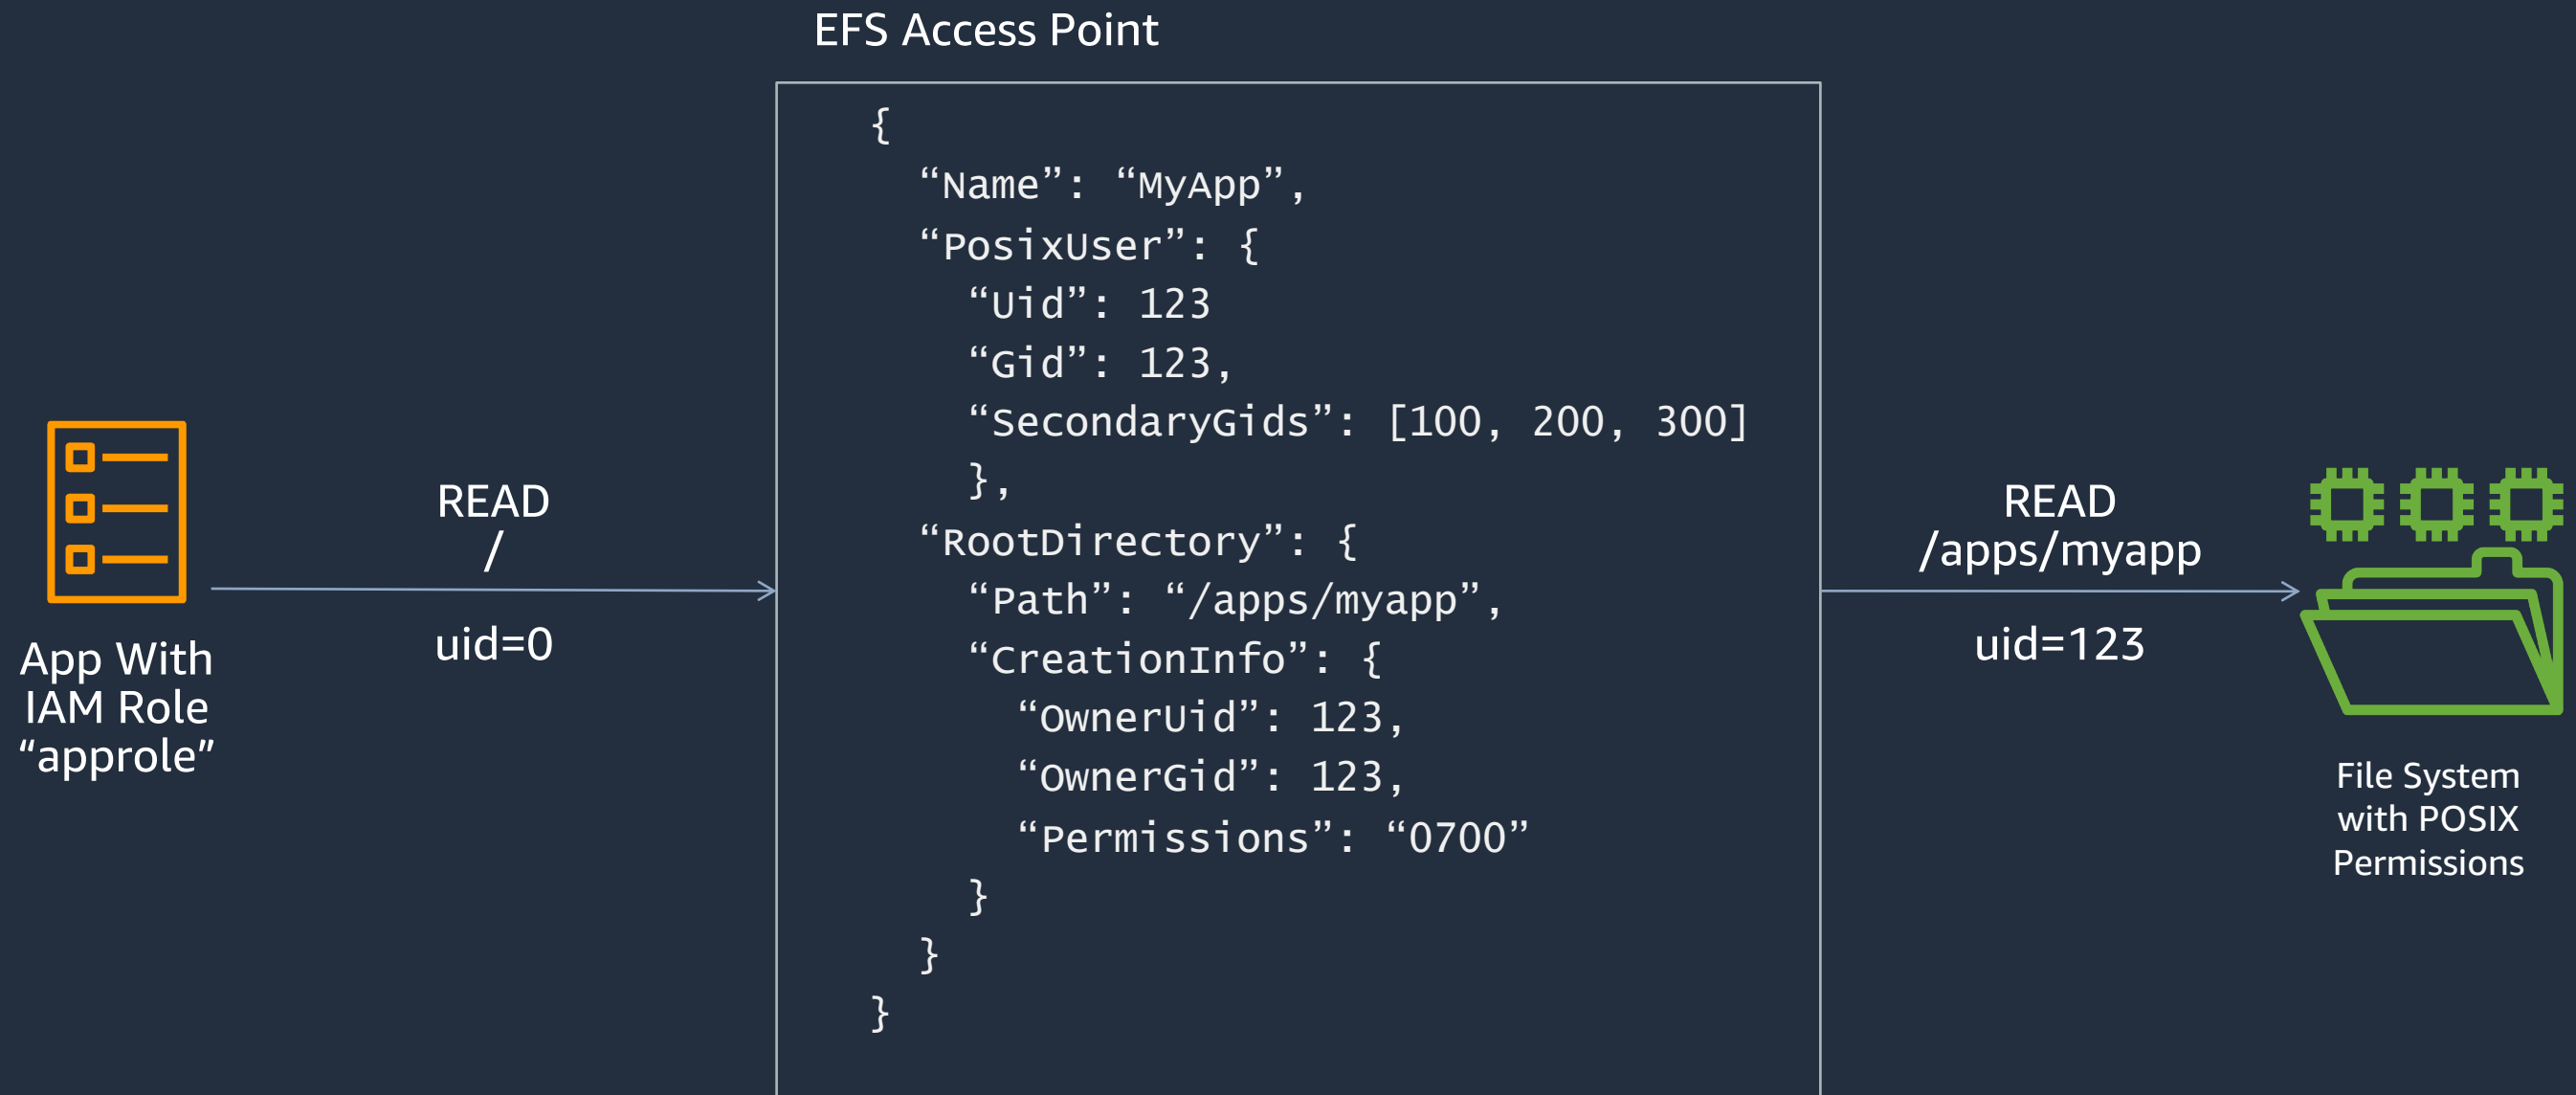 EFS Access Point
{
“Name”: “MyApp”,
“PosixUser”: {
“Uid”: 123
“Gid”: 123,
“SecondaryGids”: [100, 200, 300]
},
“RootDirectory”: {
“Path”: “/apps/myapp”,
“CreationInfo”: {
“OwnerUid”: 123,
“OwnerGid”: 123,
“Permissions”: “0700”
}
}
}
App With
IAM Role
“approle”
READ
/
uid=0
READ
/apps/myapp
uid=123
File System
with POSIX
Permissions